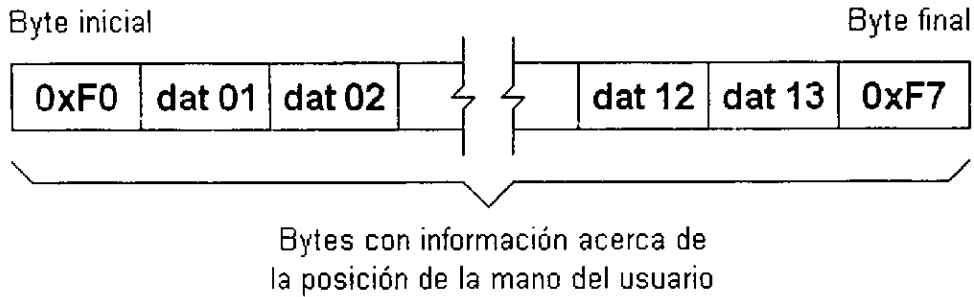 Byte inicial
Byte final
0xF0 dat 01 dat 02 dat 12 dat 13 0xF7
Bytes con información acerca de
la posición de la mano del usuario